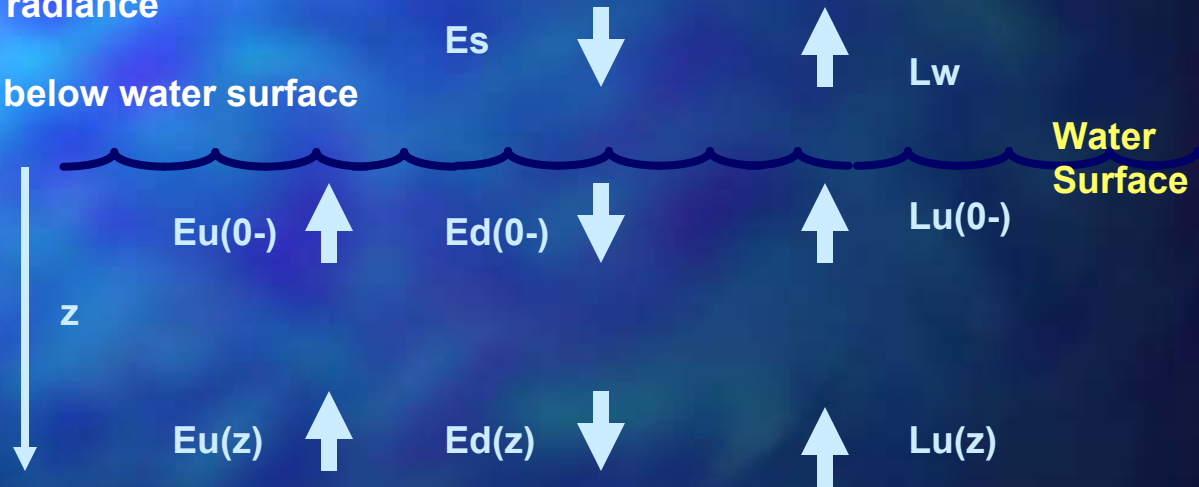 radiance
Es
Lw
below water surface
Water
Surface
Eu(0-)
Ed(0-)
Lu(0-)
z
Eu(z)
Ed(z)
Lu(z)